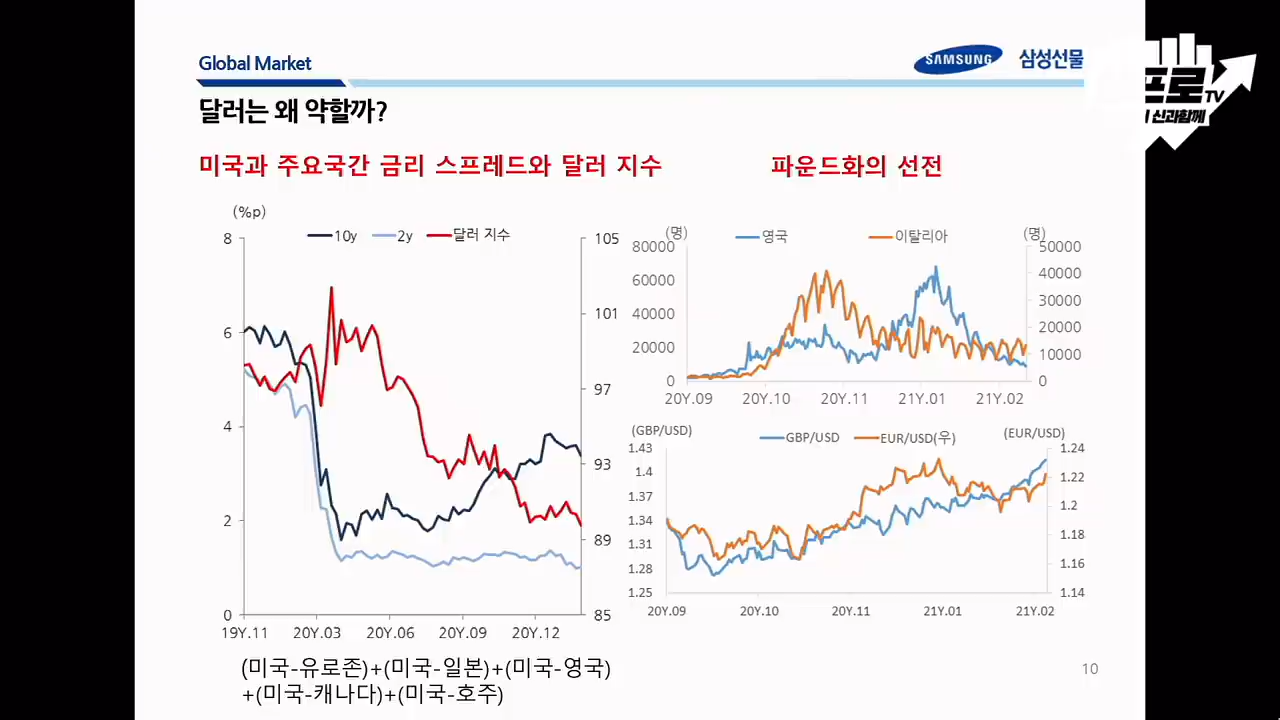 Global Market
SAMSUNG 삼성선물
프로TV
신과함께
달러는 왜 약할까?
미국과 주요국간 금리 스프레드와 달러 지수
(%p)
10y 2y 달러 지수
8
6
4
2
0
105
101
97
93
89
85
19Y.11 20Y.03 20Y.06 20Y.09 20Y.12
(미국-유로존)+(미국-일본)+(미국-영국)
+(미국-캐나다)+(미국-호주)
파운드화의 선전
(명) 영국 이탈리아 (명)
80000
60000
40000
20000
0
50000
40000
30000
20000
10000
0
20Y.09 20Y.10 20Y.11 21Y.01 21Y.02
(GBP/USD) GBP/USD EUR/USD(우) (EUR/USD)
1.43
1.4
1.37
1.34
1.31
1.28
1.25
1.24
1.22
1.2
1.18
1.16
1.14
20Y.09 20Y.10 20Y.11 21Y.01 21Y.02
10